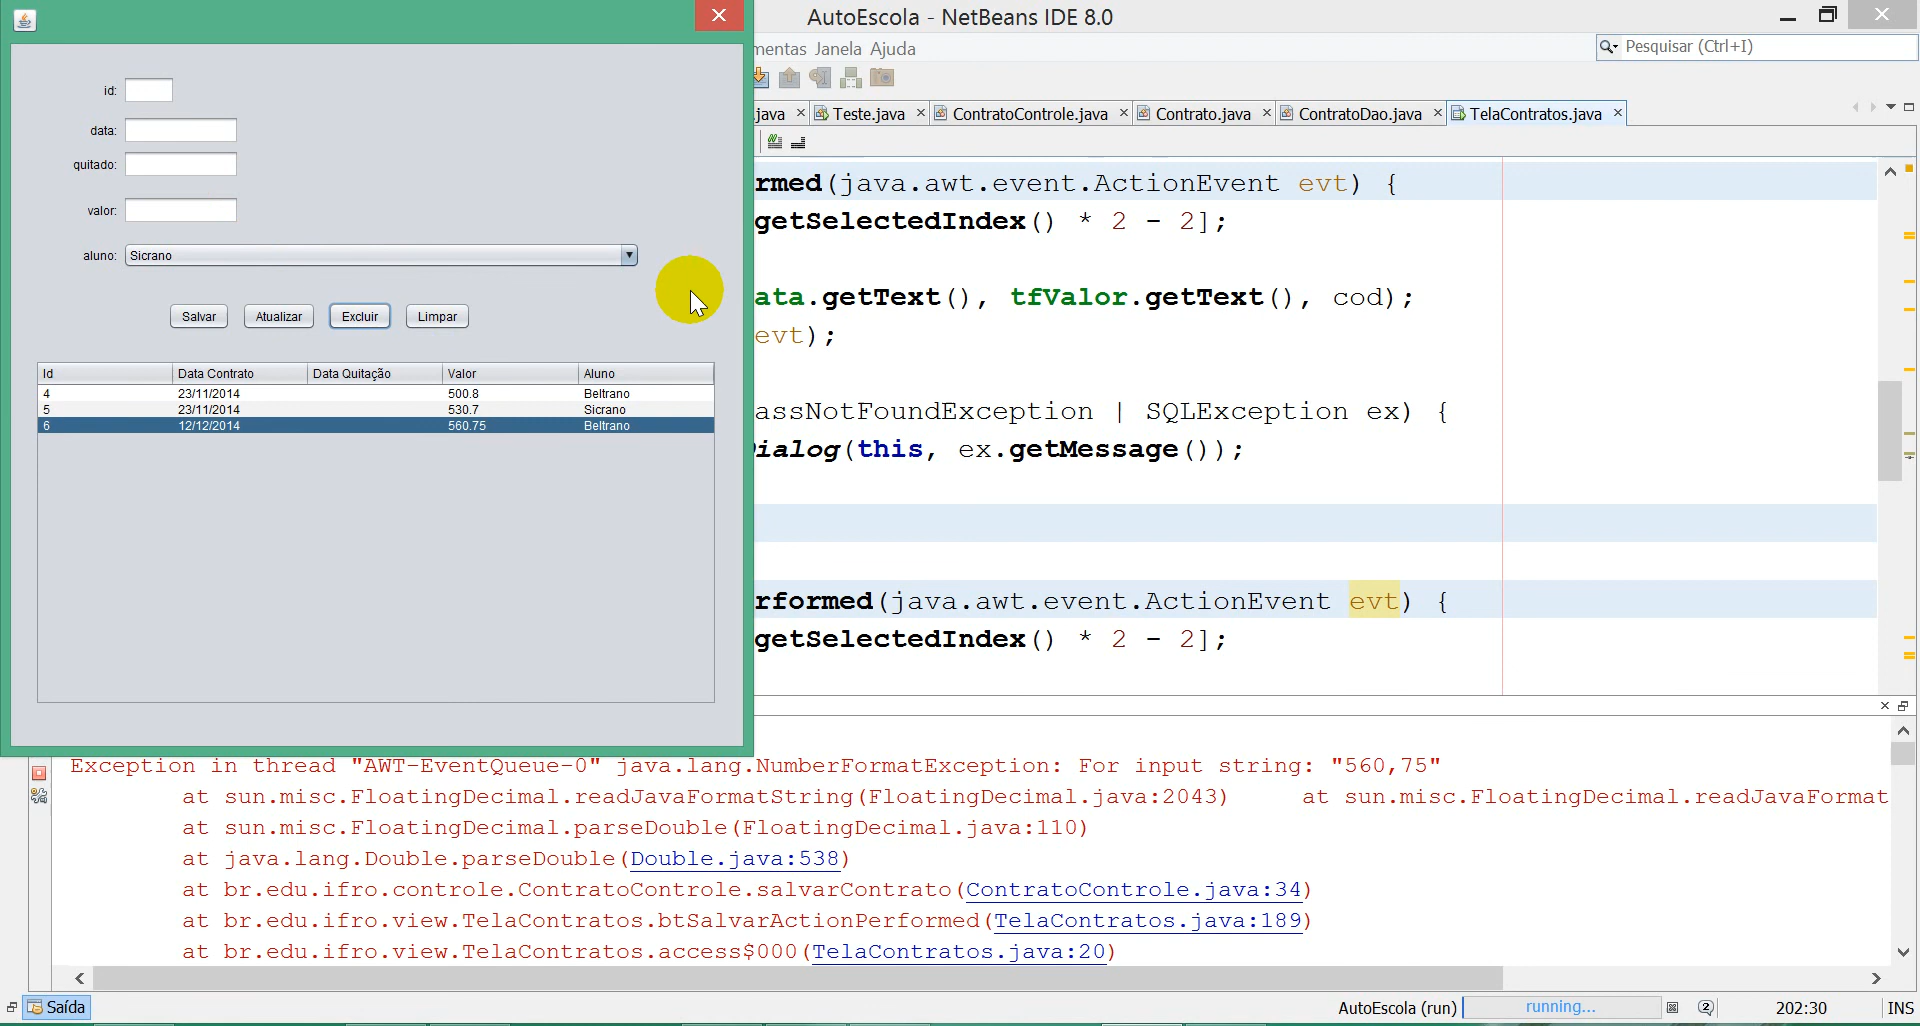 AutoEscola - NetBeans IDE 8.0
mentas Janela Ajuda
Pesquisar (Ctrl+I)
.java Teste.java ContratoControle.java Contrato.java ContratoDao.java TelaContratos.java
id:
data:
quitado:
valor:
aluno: Sicrano
Salvar Atualizar Excluir Limpar
Id Data Contrato Data Quitação Valor Aluno
4 23/11/2014 500.8 Beltrano
5 23/11/2014 530.7 Sicrano
6 12/12/2014 560.75 Beltrano
rmed(java.awt.event.ActionEvent evt) {
getSelectedIndex() * 2 - 2];
ata.getText(), tfValor.getText(), cod);
evt);
assNotFoundException | SQLException ex) {
ialog(this, ex.getMessage());
rformed(java.awt.event.ActionEvent evt) {
getSelectedIndex() * 2 - 2];
Exception in thread "AWT-EventQueue-0" java.lang.NumberFormatException: For input string: "560,75"
at sun.misc.FloatingDecimal.readJavaFormatString(FloatingDecimal.java:2043) at sun.misc.FloatingDecimal.readJavaFormat
at sun.misc.FloatingDecimal.parseDouble(FloatingDecimal.java:110)
at java.lang.Double.parseDouble(Double.java:538)
at br.edu.ifro.controle.ContratoControle.salvarContrato(ContratoControle.java:34)
at br.edu.ifro.view.TelaContratos.btSalvarActionPerformed(TelaContratos.java:189)
at br.edu.ifro.view.TelaContratos.access$000(TelaContratos.java:20)
Saída
AutoEscola (run) running... 2 202:30 INS